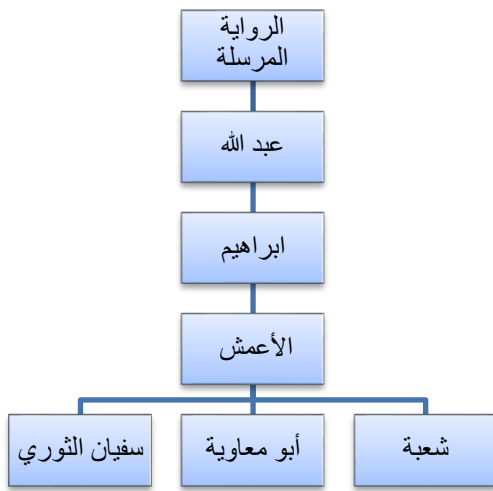 الرواية
المرسلة
عبد الله
ابراهيم
الأعمش
شعبة
أبو معاوية
سفيان الثوري